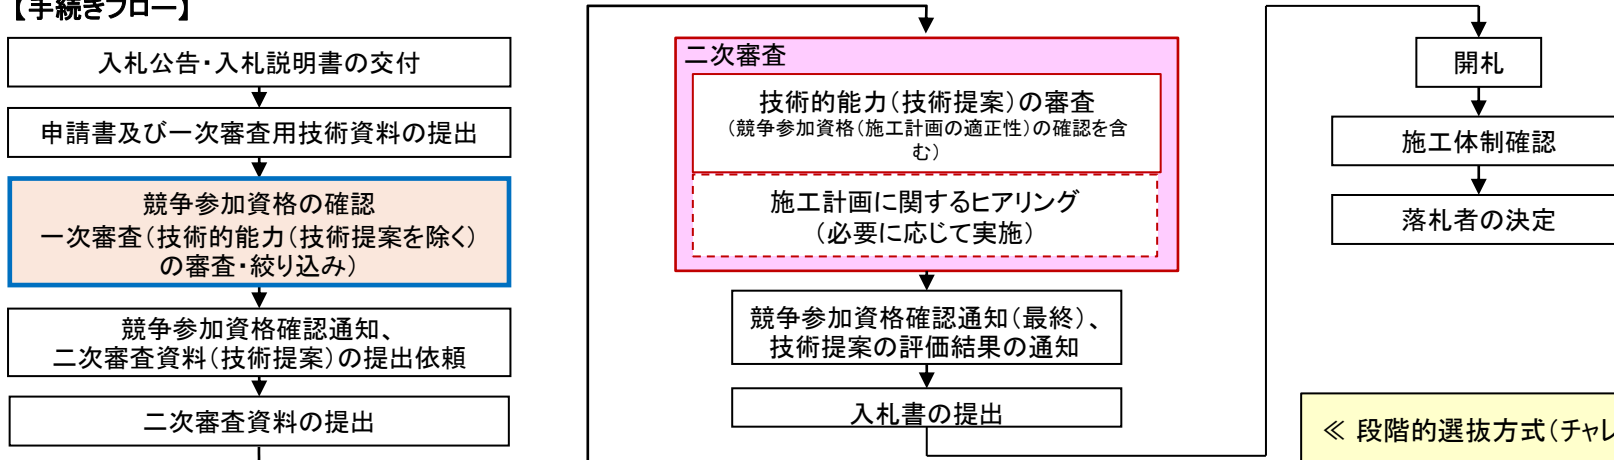 【手続きフロー】
入札公告・入札説明書の交付
申請書及び一次審査用技術資料の提出
競争参加資格の確認
一次審査(技術的能力(技術提案を除く)
の審査・絞り込み)
競争参加資格確認通知、
二次審査資料(技術提案)の提出依頼
二次審査資料の提出
二次審査
技術的能力(技術提案)の審査
(競争参加資格(施工計画の適正性)の確認を含
む)
施工計画に関するヒアリング
(必要に応じて実施)
競争参加資格確認通知(最終)、
技術提案の評価結果の通知
入札書の提出
開札
施工体制確認
落札者の決定
≪ 段階的選抜方式(チャレ